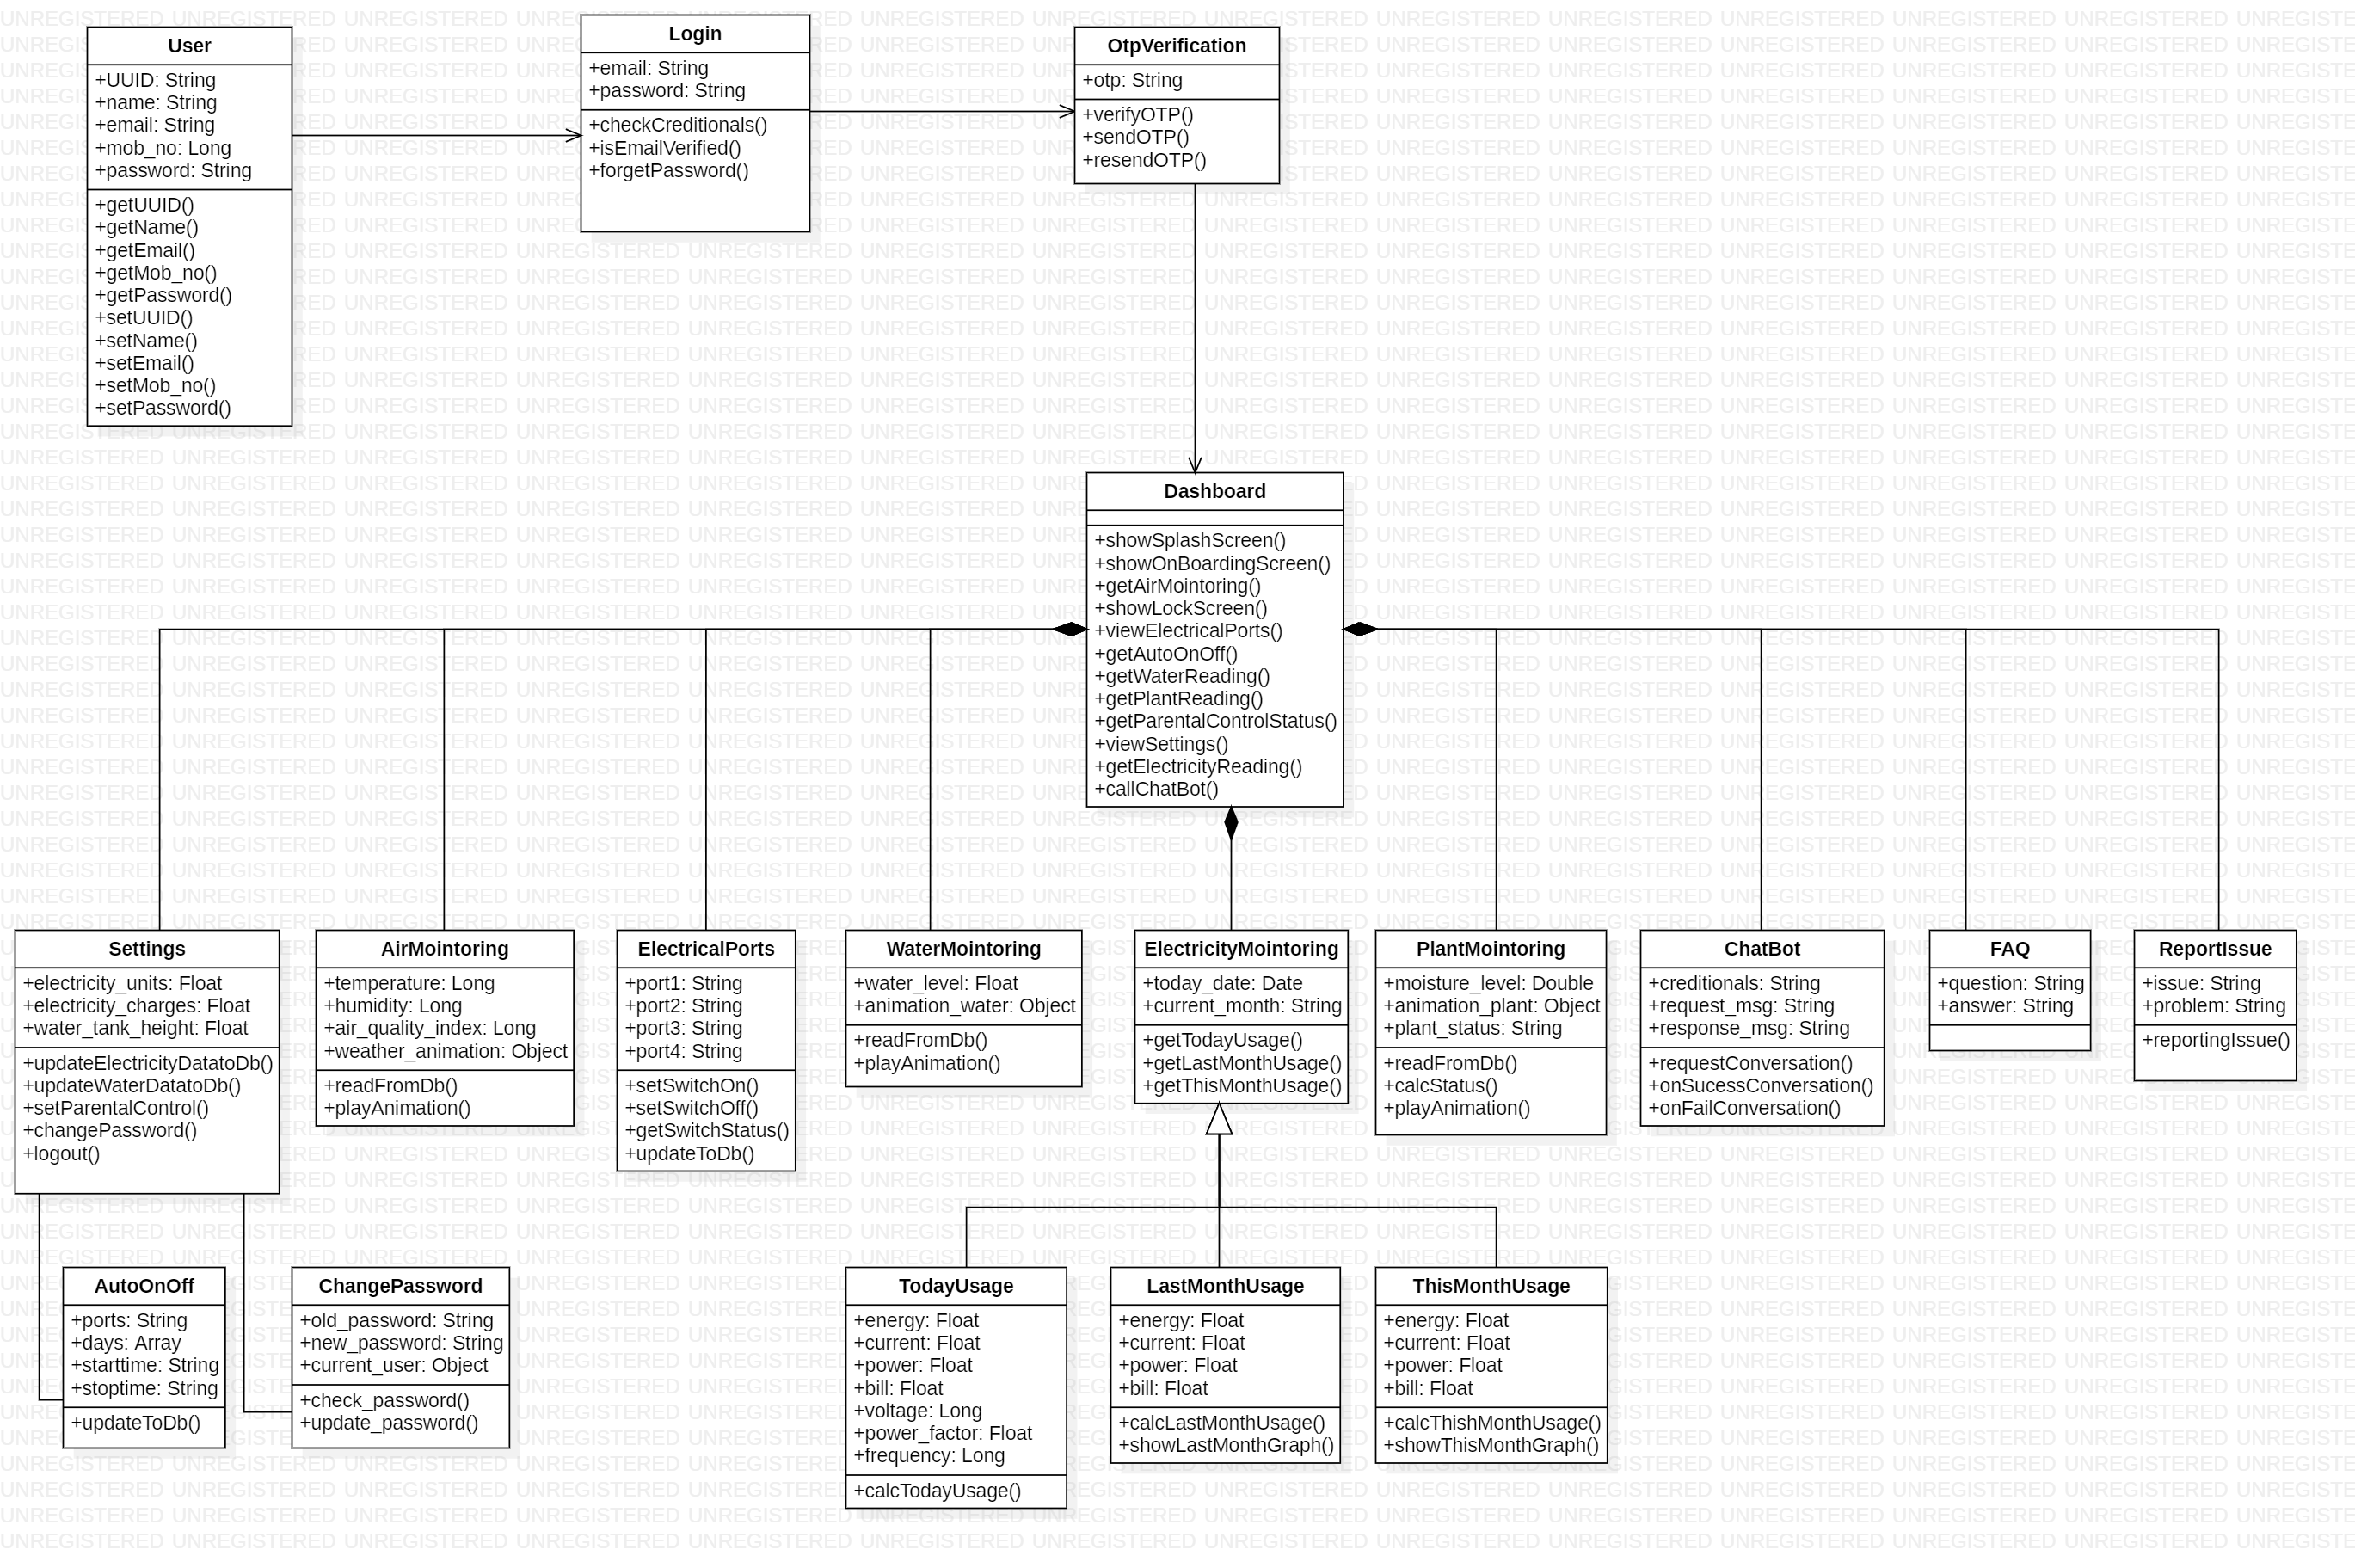 User
+UUID: String
+name: String
+email: String
+mob_no: Long
+password: String
+getUUID()
+getName()
+getEmail()
+getMob_no()
+getPassword()
+setUUID()
+setName()
+setEmail()
+setMob_no()
+setPassword()
Login
+email: String
+password: String
+checkCreditionals()
+isEmailVerified()
+forgetPassword()
OtpVerification
+otp: String
+verifyOTP()
+sendOTP()
+resendOTP()
Dashboard
+showSplashScreen()
+showOnBoardingScreen()
+getAirMointoring()
+showLockScreen()
+viewElectricalPorts()
+getAutoOnOff()
+getWaterReading()
+getPlantReading()
+getParentalControlStatus()
+viewSettings()
+getElectricityReading()
+callChatBot()
Settings
+electricity_units: Float
+electricity_charges: Float
+water_tank_height: Float
+updateElectricityDatatoDb()
+updateWaterDatatoDb()
+setParentalControl()
+changePassword()
+logout()
AirMointoring
+temperature: Long
+humidity: Long
+air_quality_index: Long
+weather_animation: Object
+readFromDb()
+playAnimation()
ElectricalPorts
+port1: String
+port2: String
+port3: String
+port4: String
+setSwitchOn()
+setSwitchOff()
+getSwitchStatus()
+updateToDb()
WaterMointoring
+water_level: Float
+animation_water: Object
+readFromDb()
+playAnimation()
ElectricityMointoring
+today_date: Date
+current_month: String
+getTodayUsage()
+getLastMonthUsage()
+getThisMonthUsage()
PlantMointoring
+moisture_level: Double
+animation_plant: Object
+plant_status: String
+readFromDb()
+calcStatus()
+playAnimation()
ChatBot
+creditionals: String
+request_msg: String
+response_msg: String
+requestConversation()
+onSucessConversation()
+onFailConversation()
FAQ
+question: String
+answer: String
ReportIssue
+issue: String
+problem: String
+reportingIssue()
AutoOnOff
+ports: String
+days: Array
+starttime: String
+stoptime: String
+updateToDb()
ChangePassword
+old_password: String
+new_password: String
+current_user: Object
+check_password()
+update_password()
TodayUsage
+energy: Float
+current: Float
+power: Float
+bill: Float
+voltage: Long
+power_factor: Float
+frequency: Long
+calcTodayUsage()
LastMonthUsage
+energy: Float
+current: Float
+power: Float
+bill: Float
+calcLastMonthUsage()
+showLastMonthGraph()
ThisMonthUsage
+energy: Float
+current: Float
+power: Float
+bill: Float
+calcThishMonthUsage()
+showThisMonthGraph()
UNREGISTERED